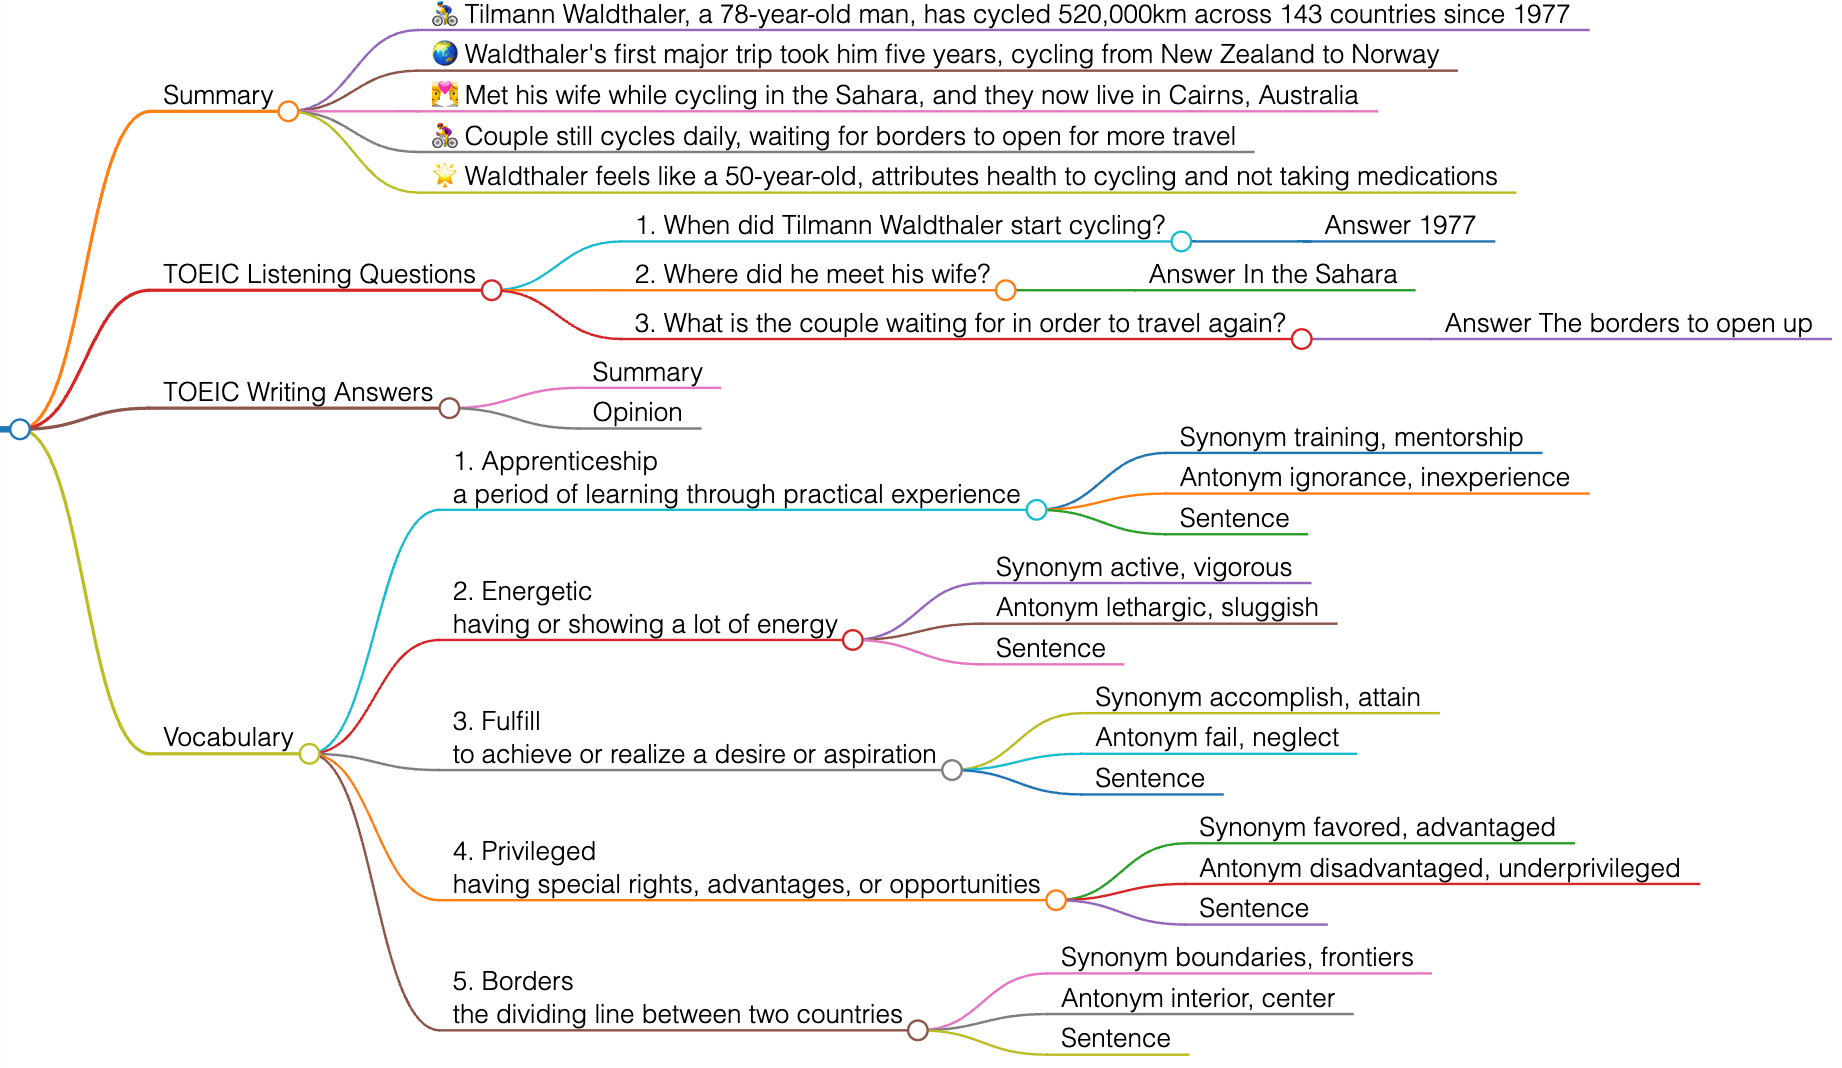 Summary
🚴 Tilmann Waldthaler, a 78-year-old man, has cycled 520,000km across 143 countries since 1977
🌏 Waldthaler's first major trip took him five years, cycling from New Zealand to Norway
👩‍❤️‍👨 Met his wife while cycling in the Sahara, and they now live in Cairns, Australia
🚴‍♀️ Couple still cycles daily, waiting for borders to open for more travel
🌟 Waldthaler feels like a 50-year-old, attributes health to cycling and not taking medications
TOEIC Listening Questions
1. When did Tilmann Waldthaler start cycling?
Answer 1977
2. Where did he meet his wife?
Answer In the Sahara
3. What is the couple waiting for in order to travel again?
Answer The borders to open up
TOEIC Writing Answers
Summary
Opinion
Vocabulary
1. Apprenticeship
a period of learning through practical experience
Synonym training, mentorship
Antonym ignorance, inexperience
Sentence
2. Energetic
having or showing a lot of energy
Synonym active, vigorous
Antonym lethargic, sluggish
Sentence
3. Fulfill
to achieve or realize a desire or aspiration
Synonym accomplish, attain
Antonym fail, neglect
Sentence
4. Privileged
having special rights, advantages, or opportunities
Synonym favored, advantaged
Antonym disadvantaged, underprivileged
Sentence
5. Borders
the dividing line between two countries
Synonym boundaries, frontiers
Antonym interior, center
Sentence